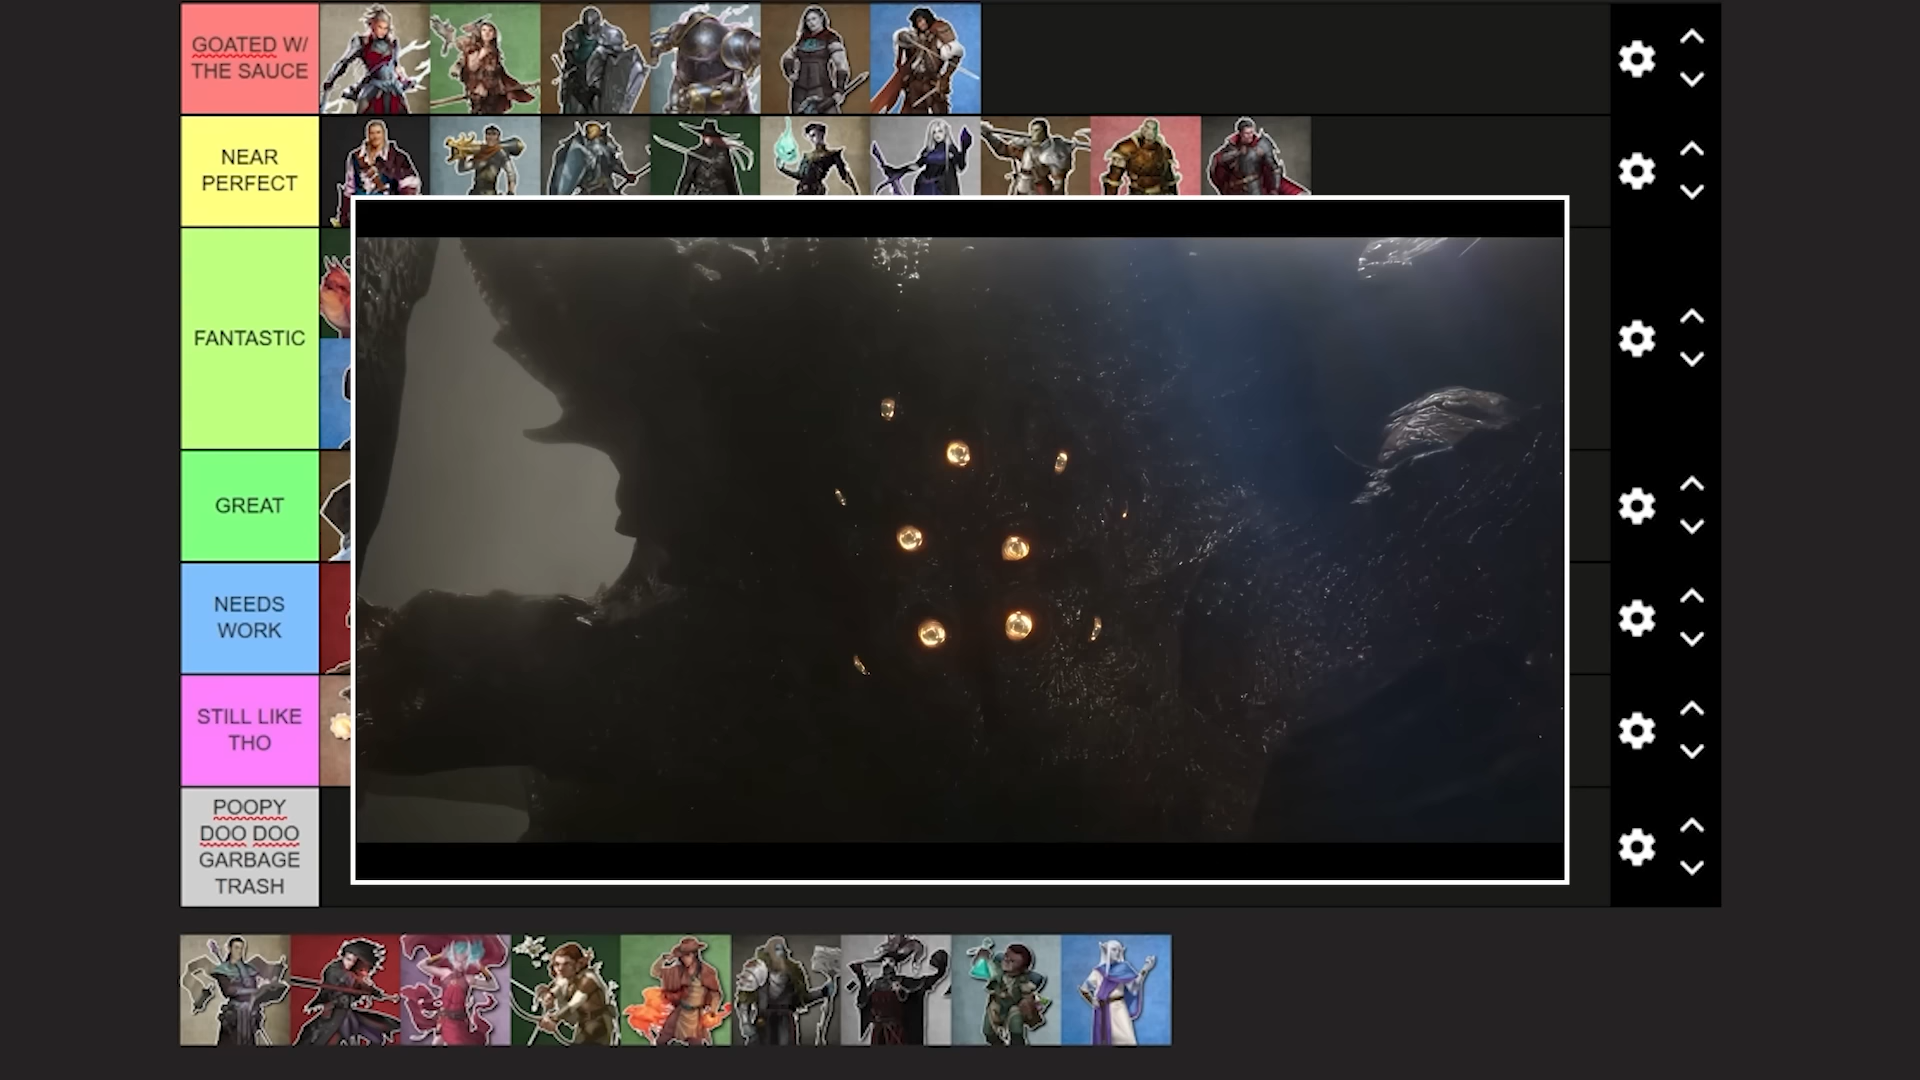 GOATED W/
THE SAUCE
NEAR
PERFECT
FANTASTIC
GREAT
NEEDS
WORK
STILL LIKE
THO
POOPY
DOO DOO
GARBAGE
TRASH